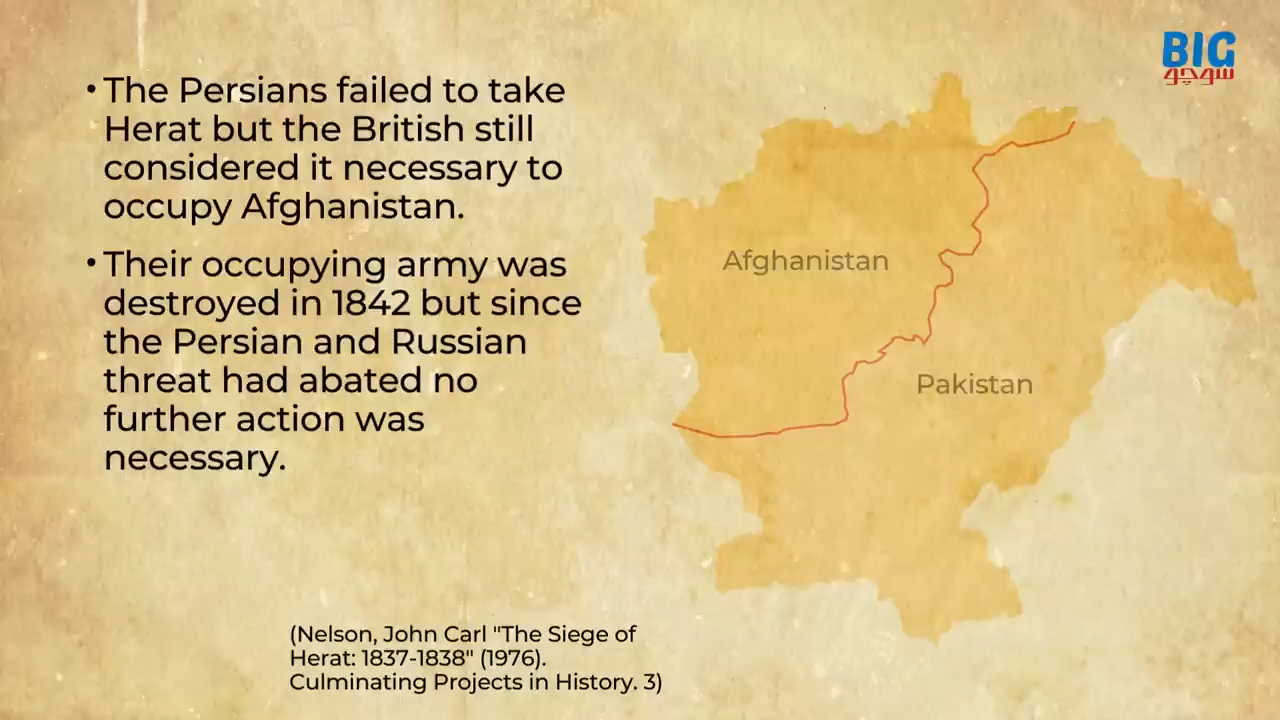 BIG
سوچو
• The Persians failed to take
Herat but the British still
considered it necessary to
occupy Afghanistan.
• Their occupying army was
destroyed in 1842 but since
the Persian and Russian
threat had abated no
further action was
necessary.
Afghanistan
Pakistan
(Nelson, John Carl "The Siege of
Herat: 1837-1838" (1976).
Culminating Projects in History. 3)